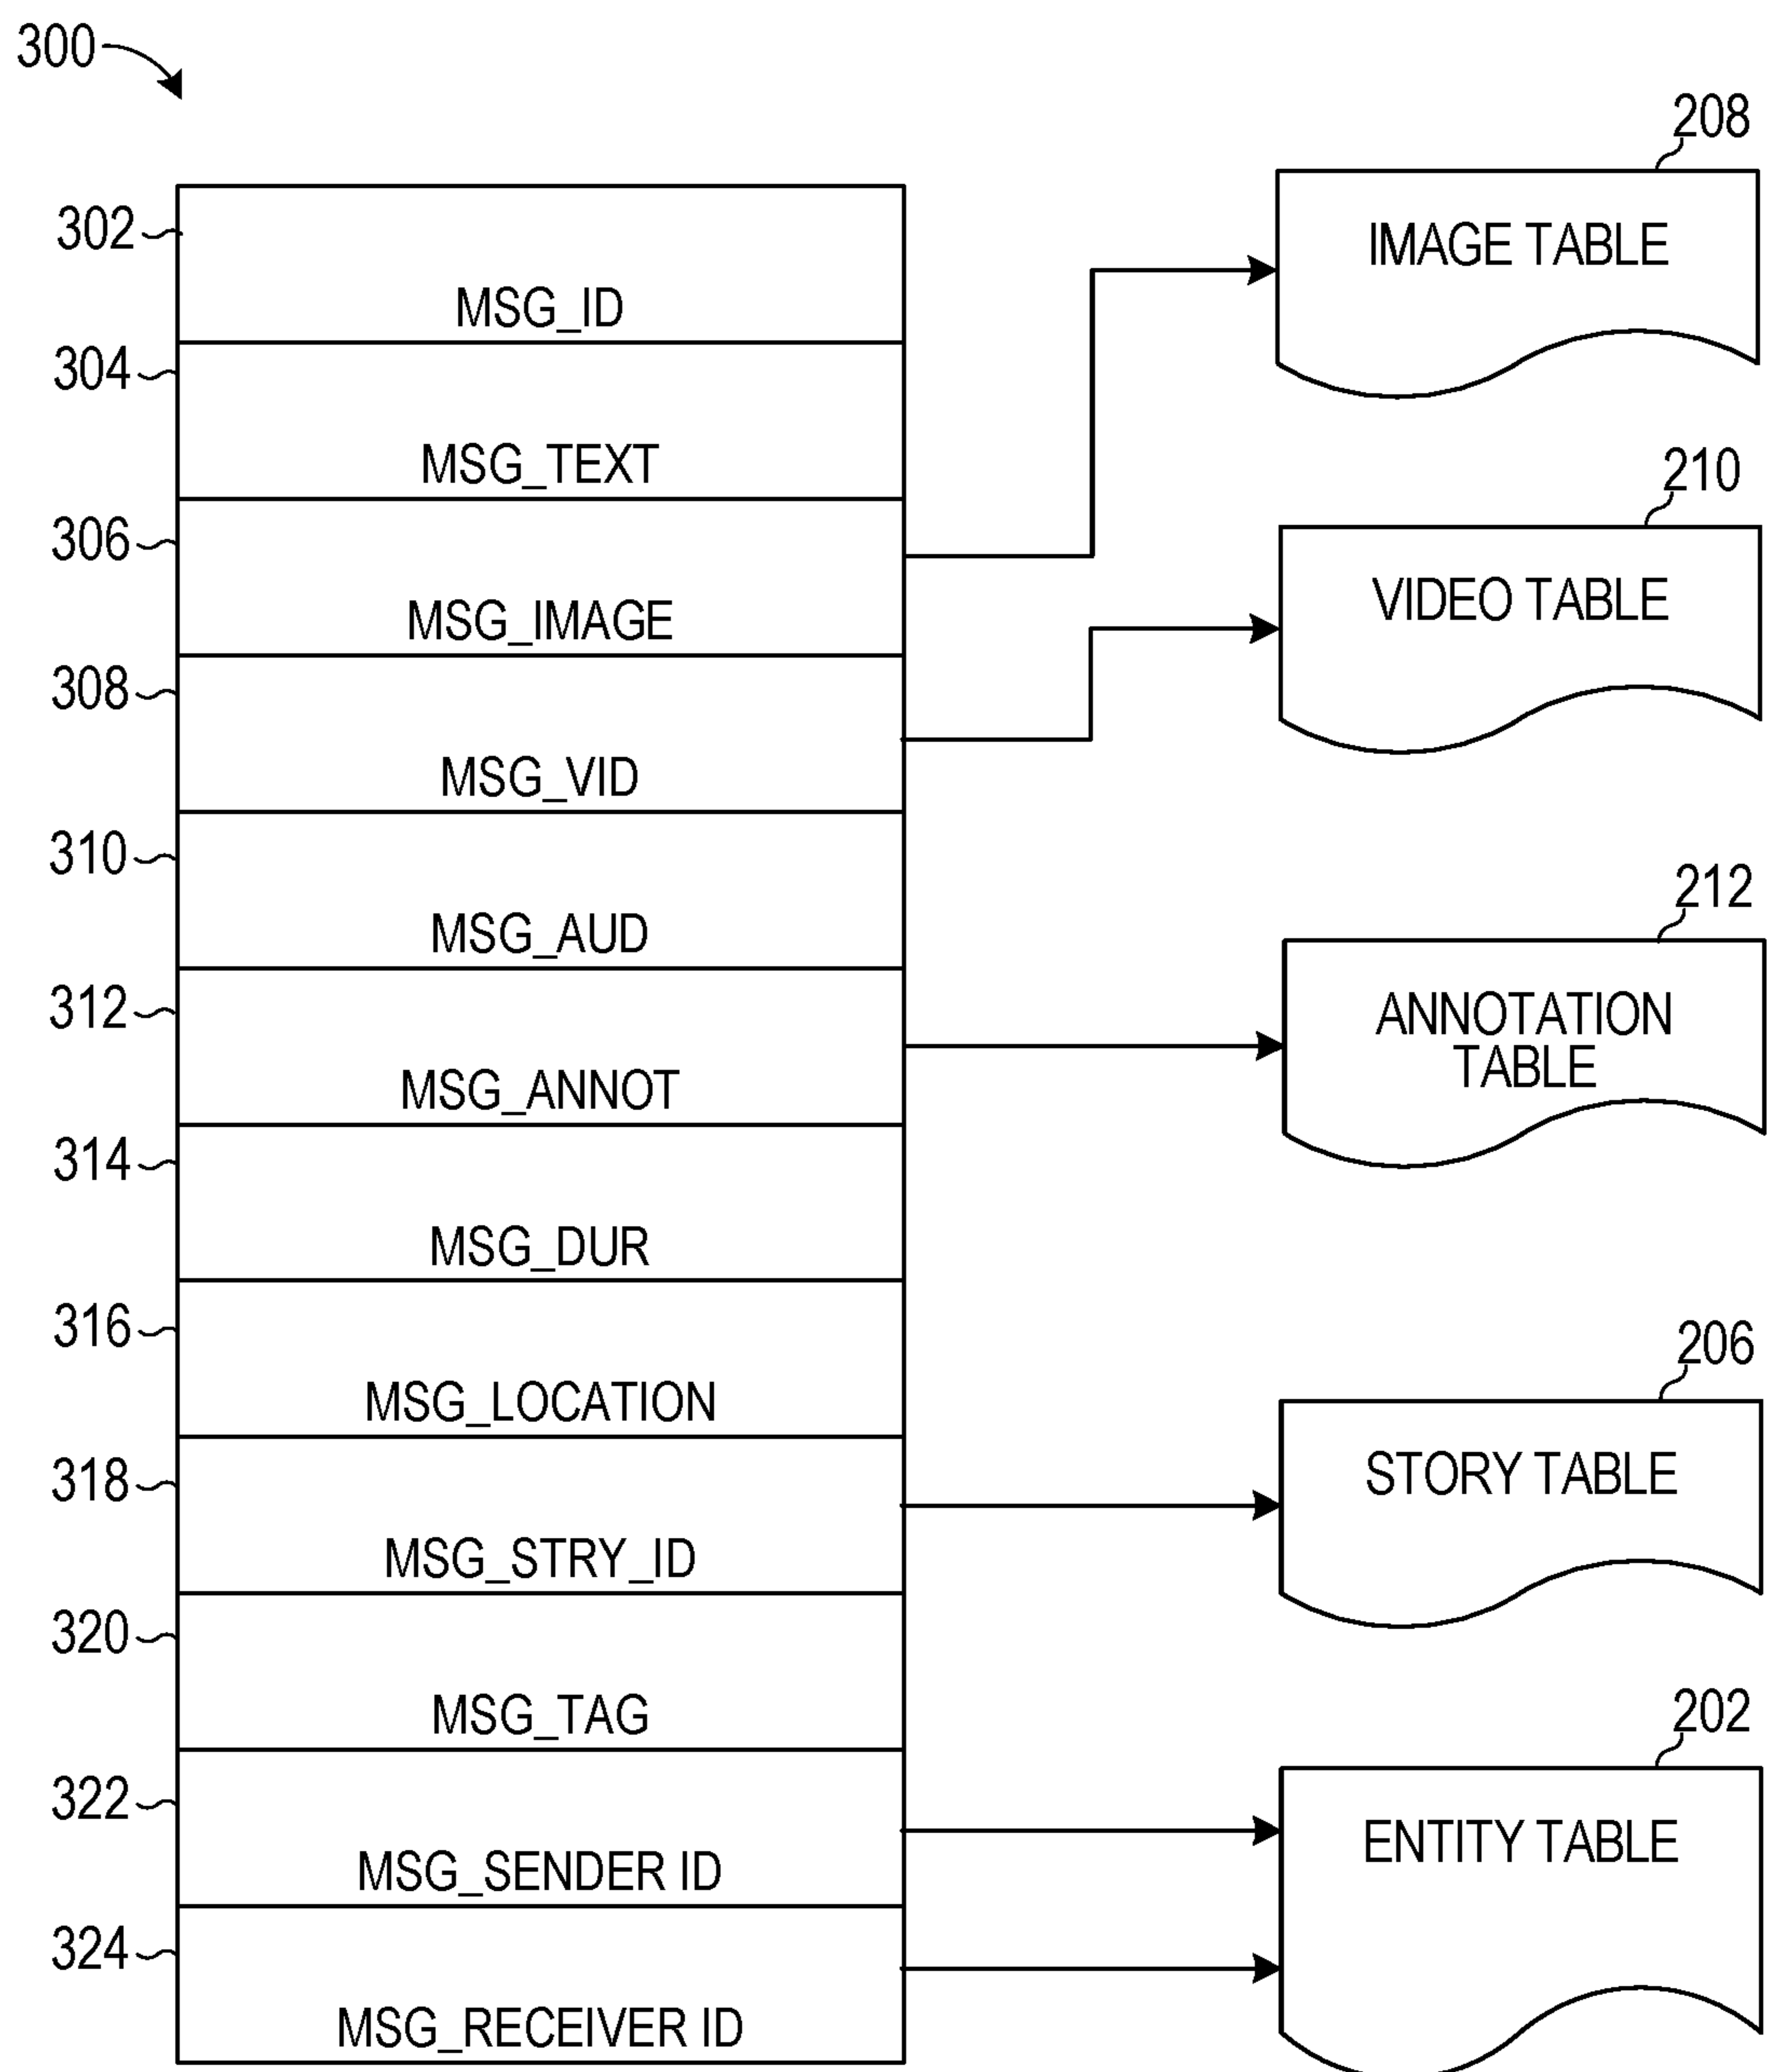 300
302
MSG_ID
304
MSG_TEXT
306
MSG_IMAGE
308
MSG_VID
310
MSG_AUD
312
MSG_ANNOT
314
MSG_DUR
316
MSG_LOCATION
318
MSG_STRY_ID
320
MSG_TAG
322
MSG_SENDER ID
324
MSG_RECEIVER ID
208
IMAGE TABLE
210
VIDEO TABLE
212
ANNOTATION
TABLE
206
STORY TABLE
202
ENTITY TABLE